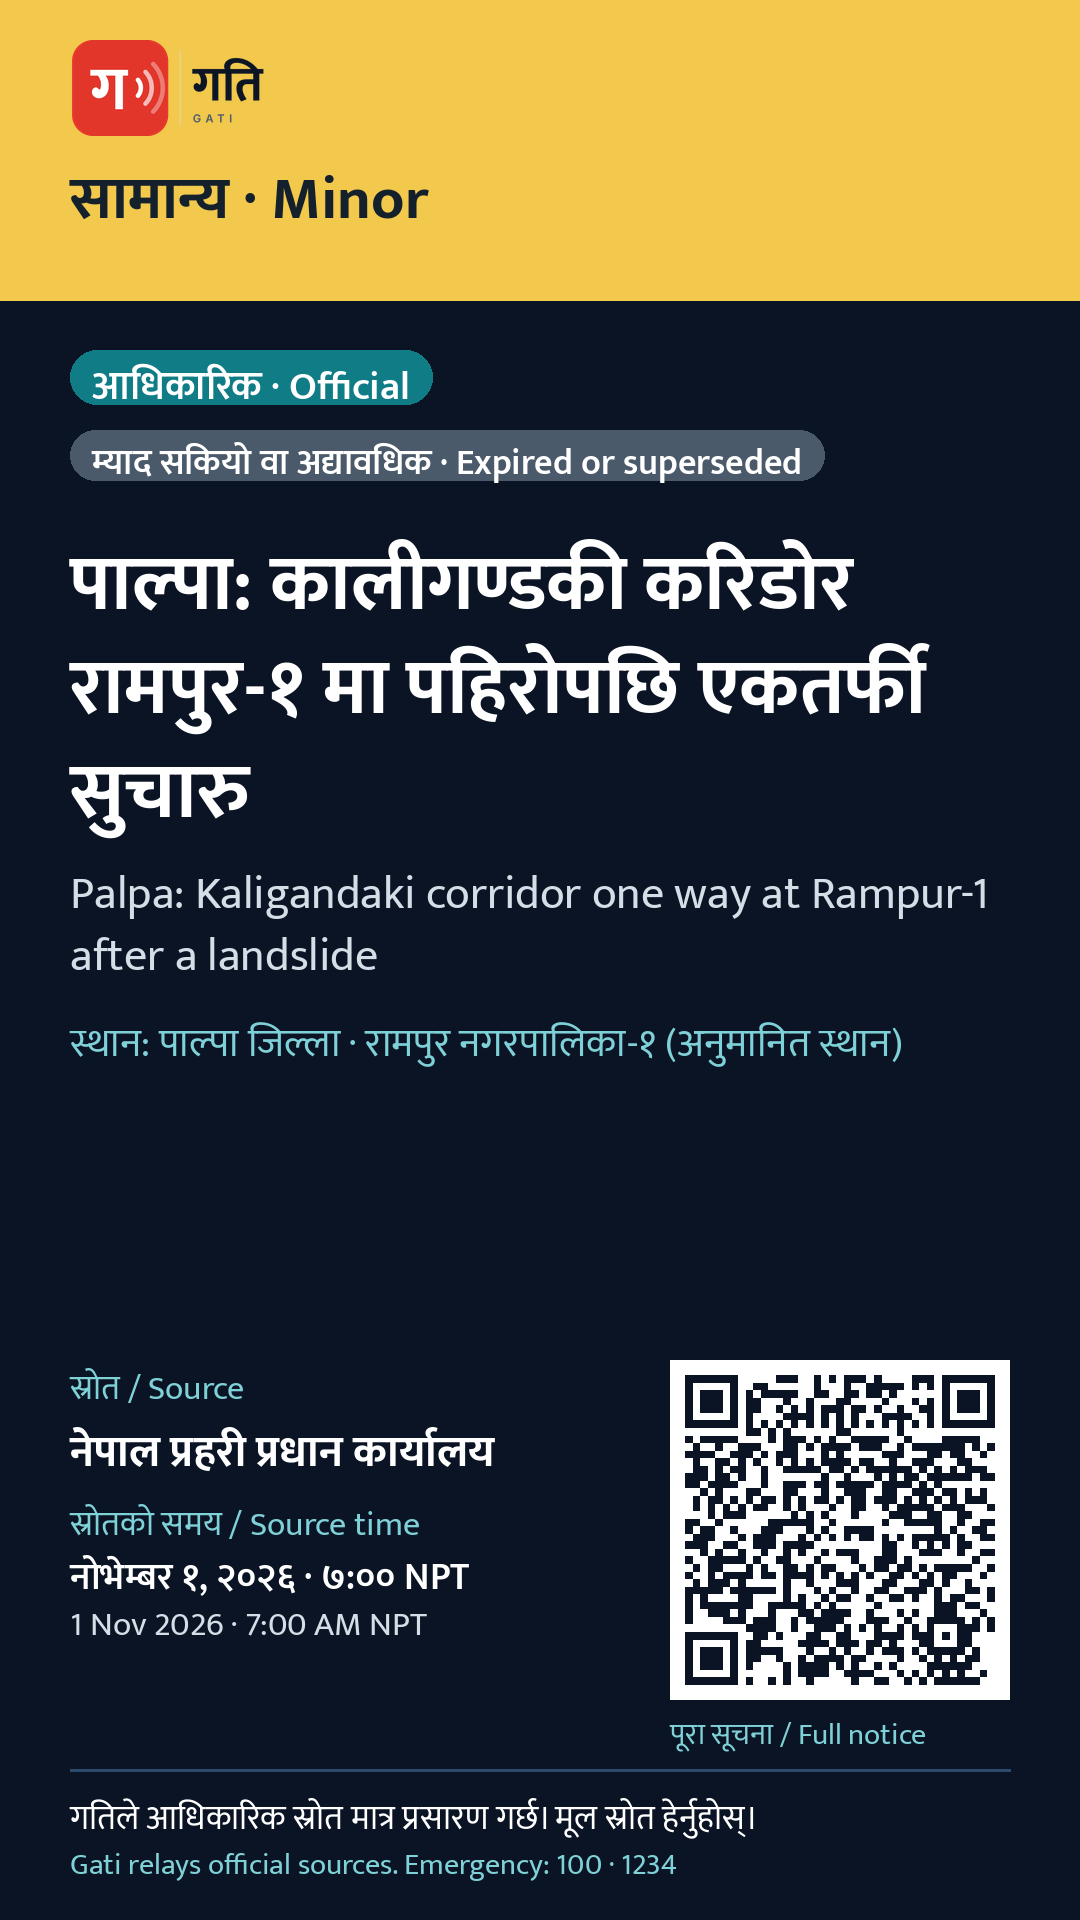 ग
गति
GATI
सामान्य · Minor
आधिकारिक · Official
म्याद सकियो वा अद्यावधिक · Expired or superseded
पाल्पा: कालीगण्डकी करिडोर
रामपुर-१ मा पहिरोपछि एकतर्फी
सुचारु
Palpa: Kaligandaki corridor one way at Rampur-1
after a landslide
स्थान: पाल्पा जिल्ला · रामपुर नगरपालिका-१ (अनुमानित स्थान)
स्रोत / Source
नेपाल प्रहरी प्रधान कार्यालय
स्रोतको समय / Source time
नोभेम्बर १, २०२६ · ७:०० NPT
1 Nov 2026 · 7:00 AM NPT
पूरा सूचना / Full notice
गतिले आधिकारिक स्रोत मात्र प्रसारण गर्छ। मूल स्रोत हेर्नुहोस्।
Gati relays official sources. Emergency: 100 · 1234